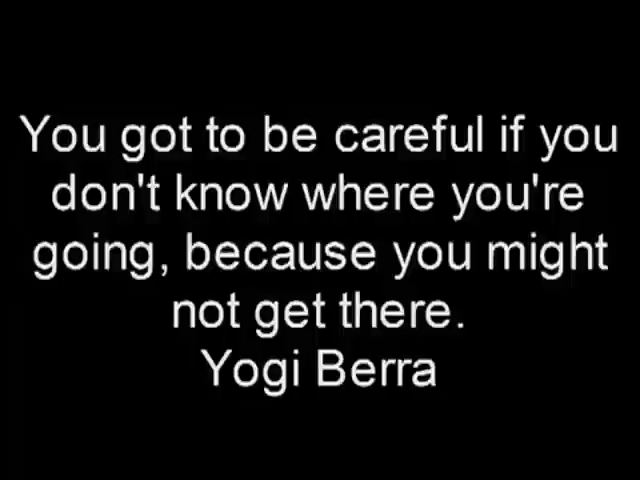 You got to be careful if you
don't know where you're
going, because you might
not get there.
Yogi Berra